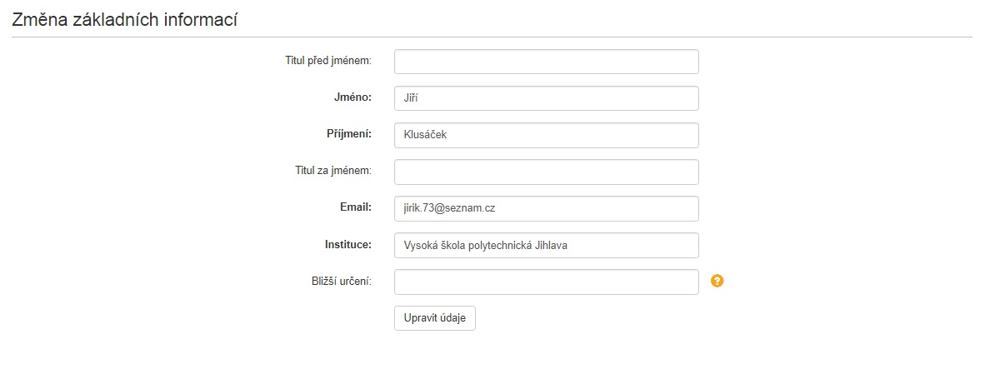 Změna základních informací
Titul před jménem:
Jméno: Jiří
Příjmení: Klusáček
Titul za jménem:
Email: jirik.73@seznam.cz
Instituce: Vysoká škola polytechnická Jihlava
Bližší určení: ?
Upravit údaje